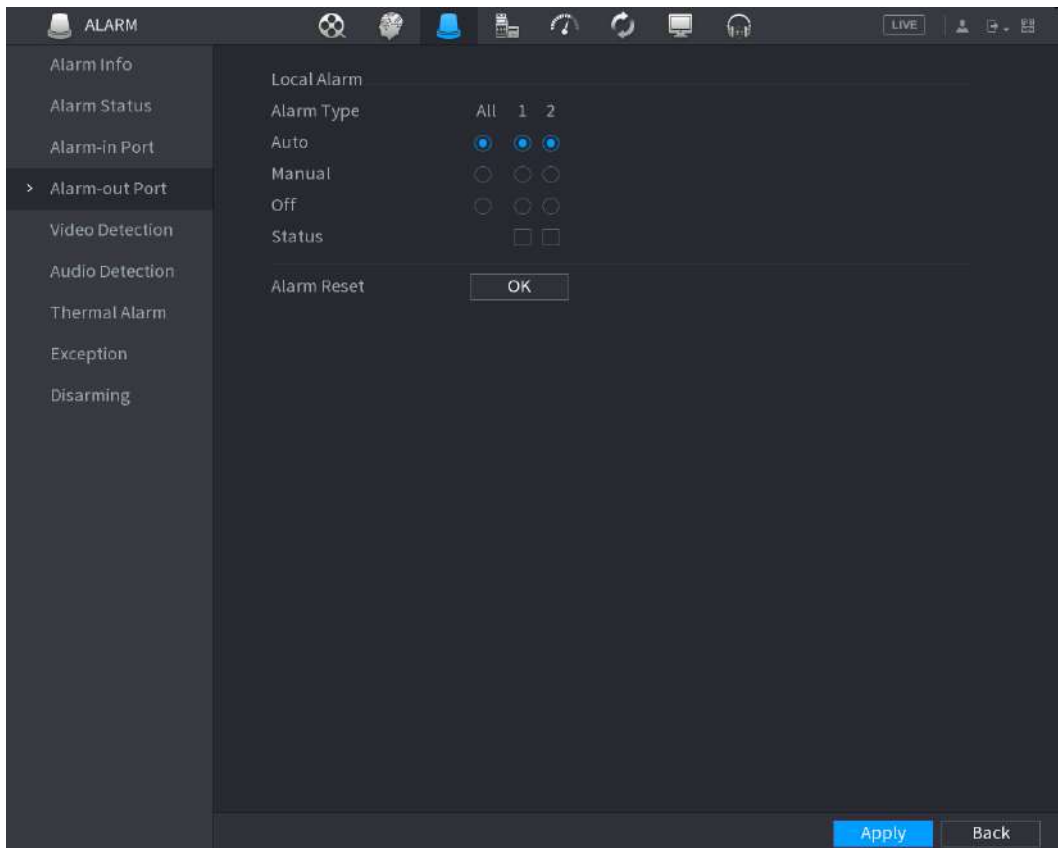 ALARM LIVE
Alarm Info
Alarm Status
Alarm-in Port
> Alarm-out Port
Video Detection
Audio Detection
Thermal Alarm
Exception
Disarming
Local Alarm
Alarm Type All 1 2
Auto
Manual
Off
Status
Alarm Reset OK
Apply Back